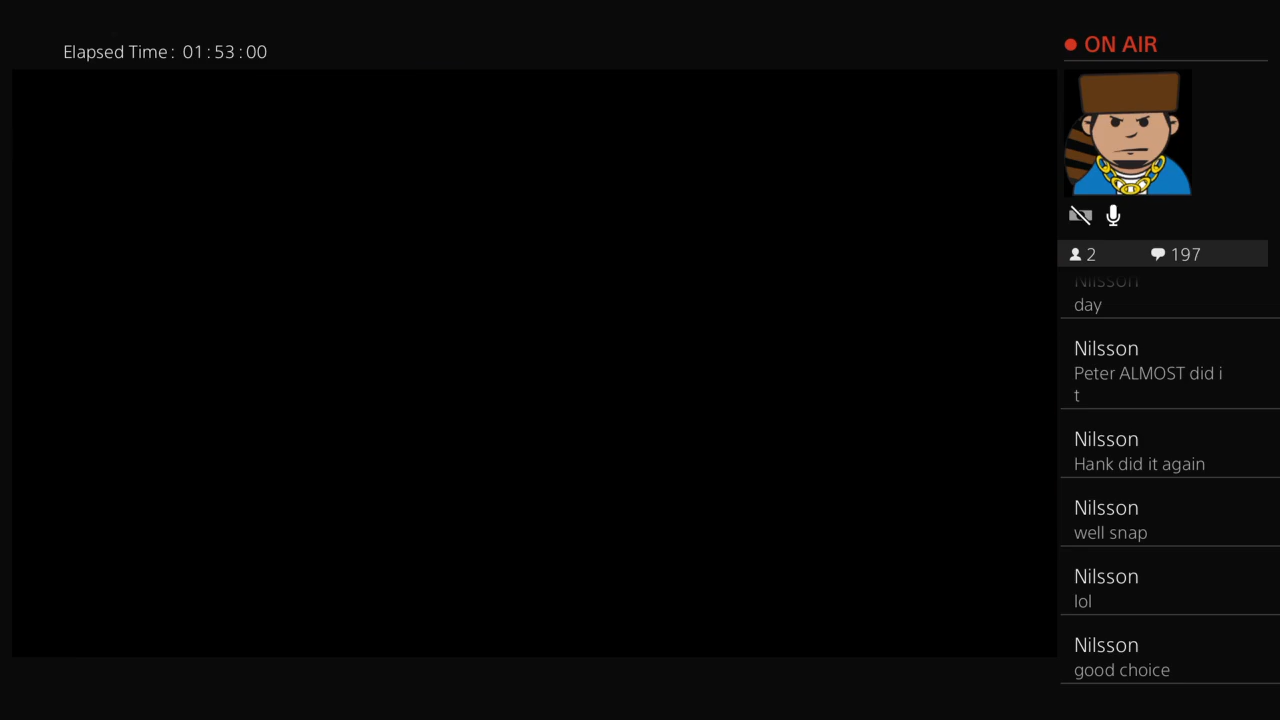 Elapsed Time: 01:53:00
ON AIR
2 197
Nilsson
day
Nilsson
Peter ALMOST did i
t
Nilsson
Hank did it again
Nilsson
well snap
Nilsson
lol
Nilsson
good choice